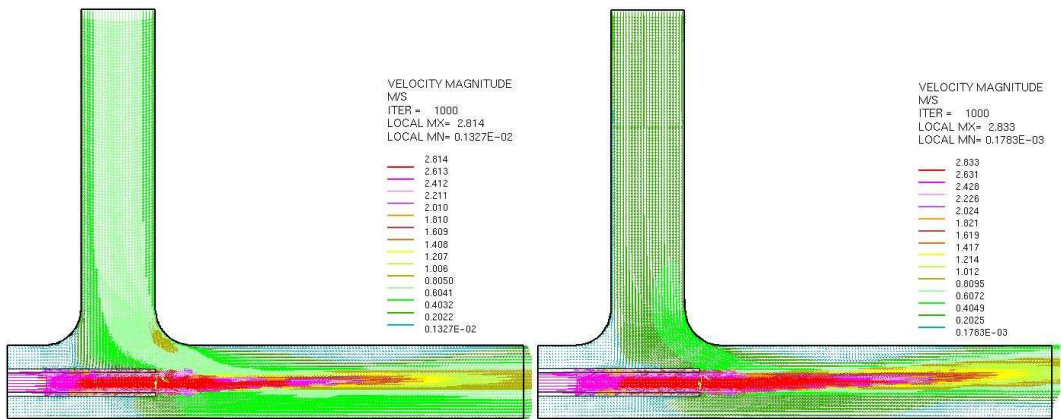 VELOCITY MAGNITUDE
M/S
ITER = 1000
LOCAL MX= 2.814
LOCAL MN= 0.1327E-02
2.814
2.613
2.412
2.211
2.010
1.810
1.609
1.408
1.207
1.006
0.8050
0.6041
0.4032
0.2022
0.1327E-02
VELOCITY MAGNITUDE
M/S
ITER = 1000
LOCAL MX= 2.833
LOCAL MN= 0.1783E-03
2.833
2.631
2.428
2.226
2.024
1.821
1.619
1.417
1.214
1.012
0.8095
0.6072
0.4049
0.2025
0.1783E-03